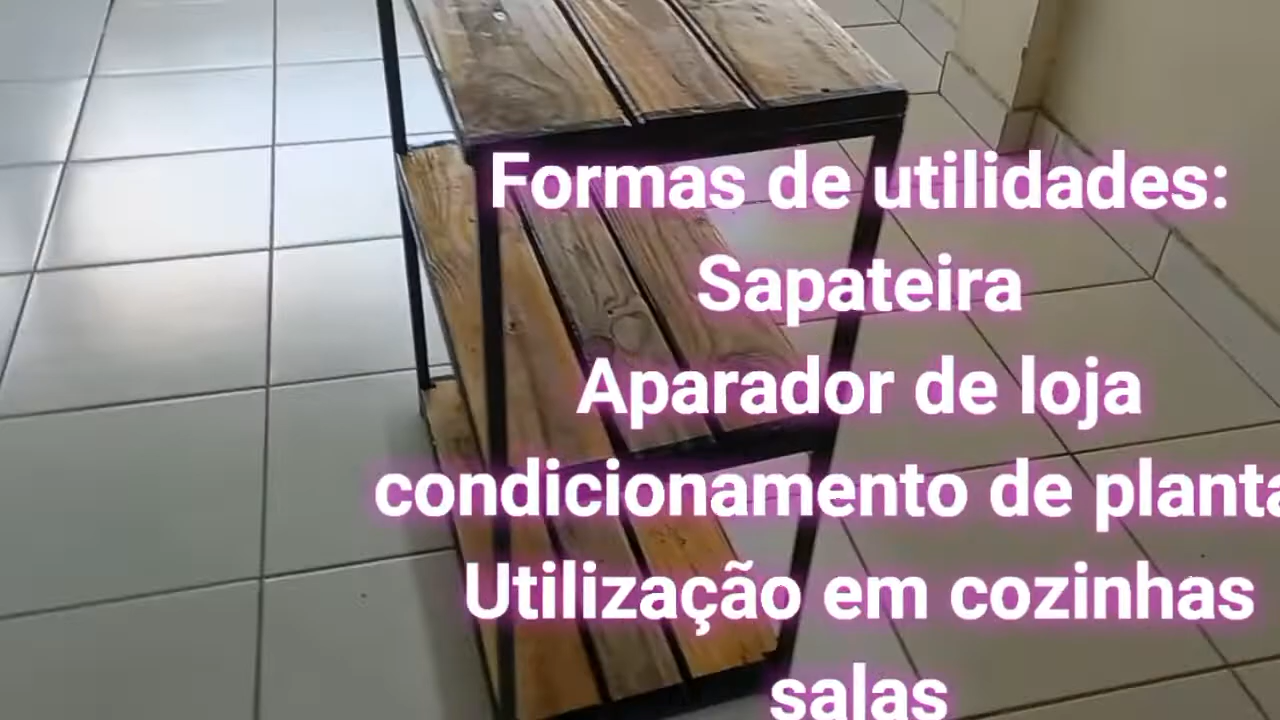 Formas de utilidades:
Sapateira
Aparador de loja
condicionamento de planta
Utilização em cozinhas
salas